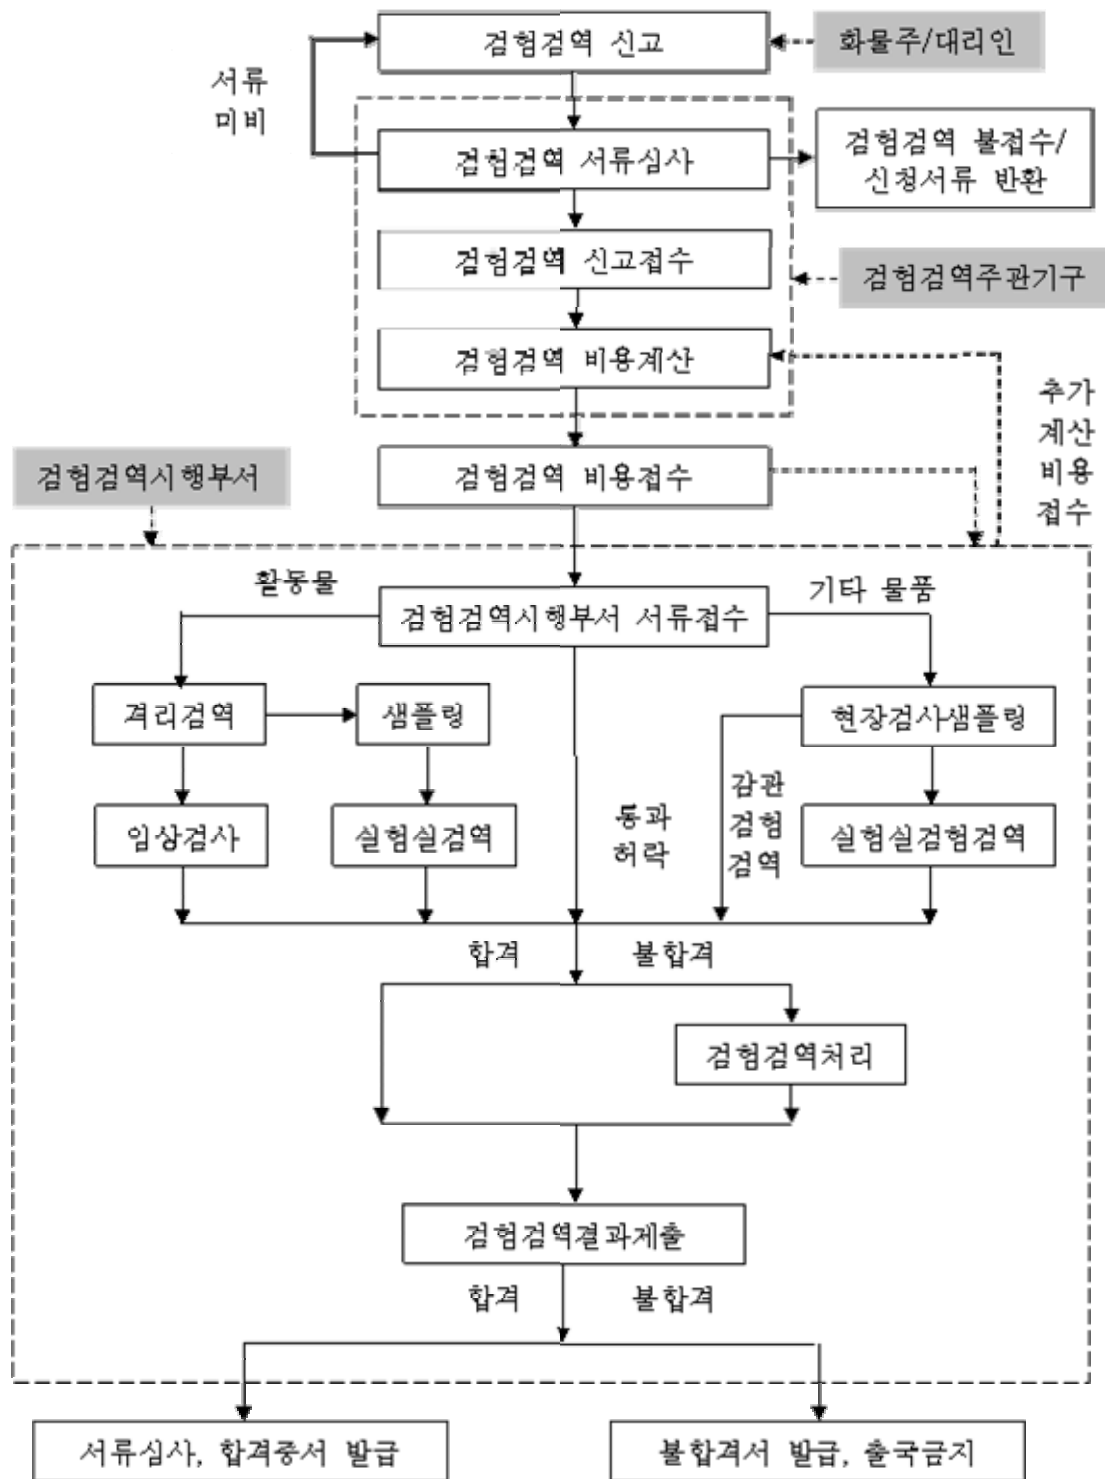 검험검역 신고
화물주/대리인
서류
미비
검험검역 서류심사
검험검역 불접수/
신청서류 반환
검험검역 신고접수
검험검역주관기구
검험검역 비용계산
추가
계산
비용
접수
검험검역시행부서
검험검역 비용접수
활동물
기타 물품
검험검역시행부서 서류접수
격리검역
샘플링
현장검사샘플링
감관
검험
검역
통과
허락
임상검사
실험실검역
실험실검험검역
합격
불합격
검험검역처리
검험검역결과제출
합격
불합격
서류심사, 합격증서 발급
불합격서 발급, 출국금지